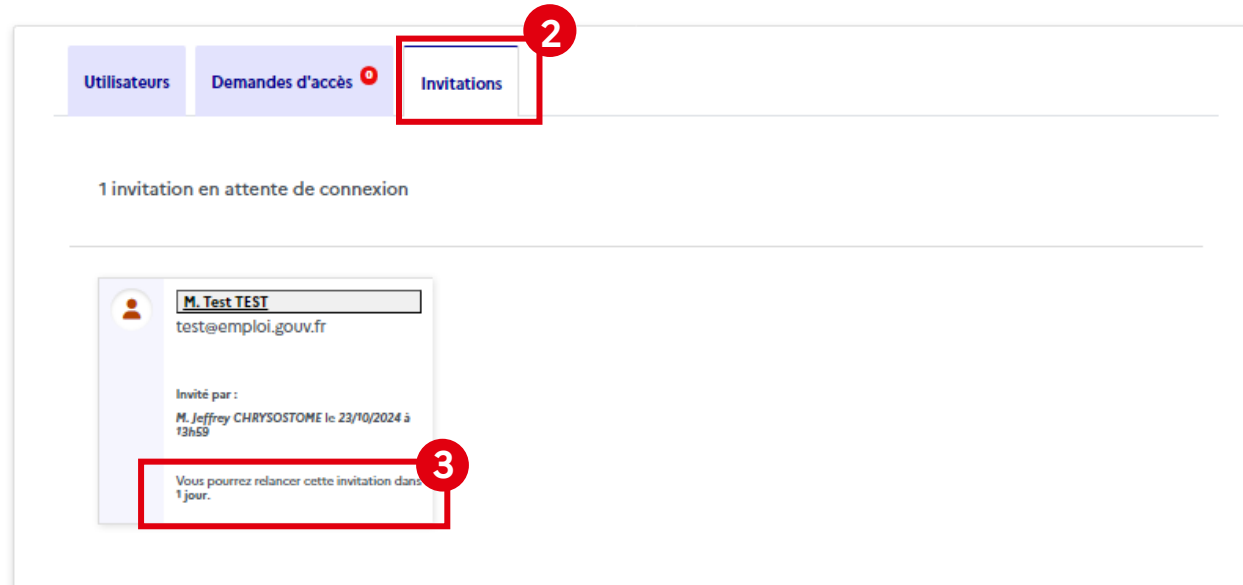 2
Utilisateurs
Demandes d'accès 0
Invitations
1 invitation en attente de connexion
M. Test TEST
test@emploi.gouv.fr
Invité par :
M. Jeffrey CHRYSOSTOME le 23/10/2024 à
13h59
3
Vous pourrez relancer cette invitation dans
1 jour.